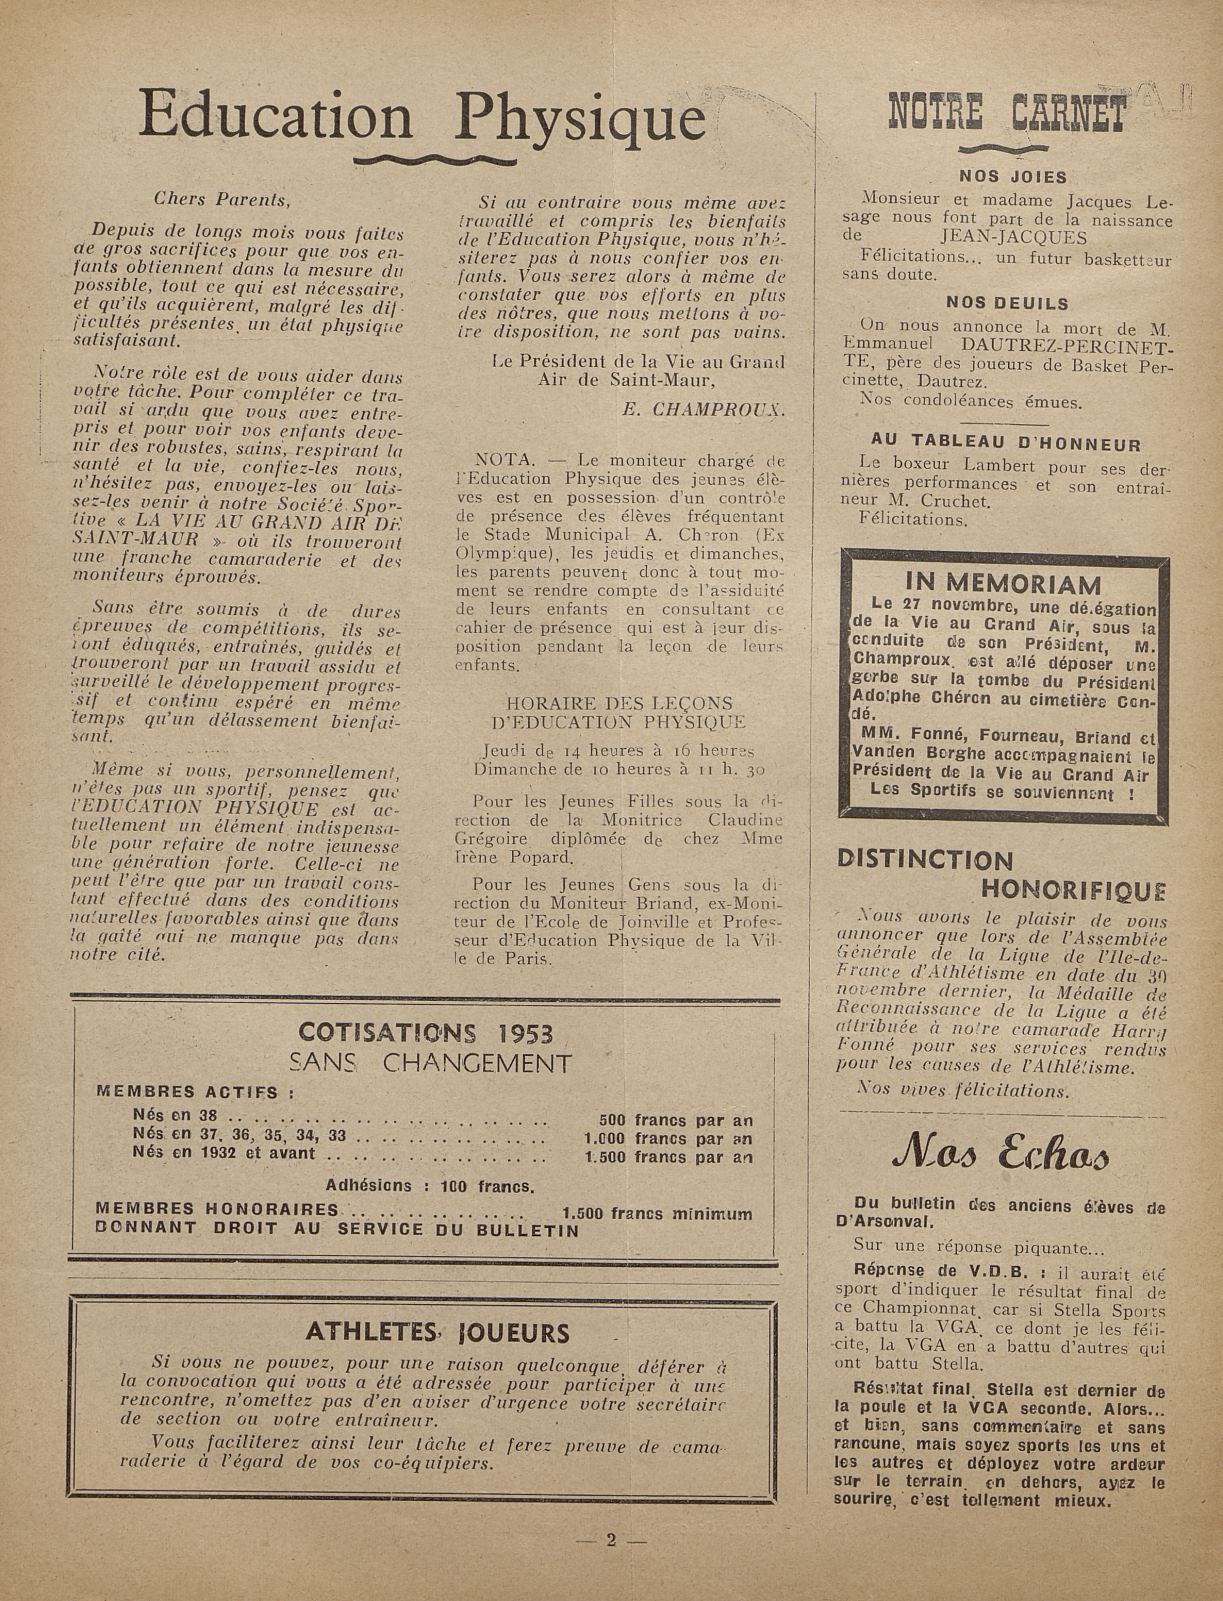 Education Physique
Chers Parents,
Depuis de longs mois vous faites
de gros sacrifices pour que vos en-
fants obtiennent dans la mesure du
possible, tout ce qui est nécessaire,
et qu'ils acquièrent, malgré les dif-
ficultés présentes, un état physique
satisfaisant.
Notre rôle est de vous aider dans
votre tâche. Pour compléter ce tra-
vail si ardu que vous avez entre-
pris et pour voir vos enfants deve-
nir des robustes, sains, respirant la
santé et la vie, confiez-les nous,
n'hésitez pas, envoyez-les ou lais-
sez-les venir à notre Société Spor-
tive « LA VIE AU GRAND AIR DE
SAINT-MAUR » où ils trouveront
une franche camaraderie et des
moniteurs éprouvés.
Sans être soumis à de dures
épreuves de compétitions, ils se-
ront éduqués, entraînés, guidés et
trouveront par un travail assidu et
surveillé le développement progres-
sif et continu espéré en même
temps qu'un délassement bienfai-
sant.
Même si vous, personnellement,
n'êtes pas un sportif, pensez que
l'EDUCATION PHYSIQUE est ac-
tuellement un élément indispensa-
ble pour refaire de notre jeunesse
une génération forte. Celle-ci ne
peut l'être que par un travail cons-
tant effectué dans des conditions
naturelles favorables ainsi que dans
la gaîté qui ne manque pas dans
notre cité.
Si au contraire vous même avez
travaillé et compris les bienfaits
de l'Education Physique, vous n'hé-
siterez pas à nous confier vos en-
fants. Vous serez alors à même de
constater que vos efforts en plus
des nôtres, que nous mettons à vo-
tre disposition, ne sont pas vains.
Le Président de la Vie au Grand
Air de Saint-Maur,
E. CHAMPROUX.
NOTA. — Le moniteur chargé de
l'Education Physique des jeunes élè-
ves est en possession d'un contrôle
de présence des élèves fréquentant
le Stade Municipal A. Chéron (Ex
Olympique), les jeudis et dimanches,
les parents peuvent donc à tout mo-
ment se rendre compte de l'assiduité
de leurs enfants en consultant ce
cahier de présence qui est à leur dis-
position pendant la leçon de leurs
enfants.
HORAIRE DES LEÇONS
D'EDUCATION PHYSIQUE
Jeudi de 14 heures à 16 heures
Dimanche de 10 heures à 11 h. 30
Pour les Jeunes Filles sous la di-
rection de la Monitrice Claudine
Grégoire diplômée de chez Mme
Irène Popard.
Pour les Jeunes Gens sous la di-
rection du Moniteur Briand, ex-Moni-
teur de l'Ecole de Joinville et Profes-
seur d'Education Physique de la Vil-
le de Paris.
COTISATIONS 1953
SANS CHANGEMENT
MEMBRES ACTIFS :
Nés en 38 .. .. .. .. .. .. .. .. .. 500 francs par an
Nés en 37, 36, 35, 34, 33 .. .. .. .. .. 1.000 francs par an
Nés en 1932 et avant .. .. .. .. .. .. 1.500 francs par an
Adhésions : 100 francs.
MEMBRES HONORAIRES .. .. .. .. .. 1.500 francs minimum
DONNANT DROIT AU SERVICE DU BULLETIN
ATHLETES, JOUEURS
Si vous ne pouvez, pour une raison quelconque, déférer à
la convocation qui vous a été adressée pour participer à une
rencontre, n'omettez pas d'en aviser d'urgence votre secrétaire
de section ou votre entraîneur.
Vous faciliterez ainsi leur tâche et ferez preuve de cama-
raderie à l'égard de vos co-équipiers.
NOTRE CARNET
NOS JOIES
Monsieur et madame Jacques Le-
sage nous font part de la naissance
de JEAN-JACQUES
Félicitations... un futur basketteur
sans doute.
NOS DEUILS
On nous annonce la mort de M.
Emmanuel DAUTREZ-PERCINET-
TE, père des joueurs de Basket Per-
cinette, Dautrez.
Nos condoléances émues.
AU TABLEAU D'HONNEUR
Le boxeur Lambert pour ses der-
nières performances et son entraî-
neur M. Cruchet.
Félicitations.
IN MEMORIAM
Le 27 novembre, une délégation
de la Vie au Grand Air, sous la
conduite de son Président, M.
Champroux, est allé déposer une
gerbe sur la tombe du Président
Adolphe Chéron au cimetière Con-
dé.
MM. Fonné, Fourneau, Briand et
Vanden Berghe accompagnaient le
Président de la Vie au Grand Air
Les Sportifs se souviennent !
DISTINCTION
HONORIFIQUE
Nous avons le plaisir de vous
annoncer que lors de l'Assemblée
Générale de la Ligue de l'Ile-de-
France d'Athlétisme en date du 30
novembre dernier, la Médaille de
Reconnaissance de la Ligue a été
attribuée à notre camarade Harry
Fonné pour ses services rendus
pour les causes de l'Athlétisme.
Nos vives félicitations.
Nos Echos
Du bulletin des anciens élèves de
D'Arsonval.
Sur une réponse piquante...
Réponse de V.D.B. : il aurait été
sport d'indiquer le résultat final de
ce Championnat, car si Stella Sports
a battu la VGA, ce dont je les féli-
cite, la VGA en a battu d'autres qui
ont battu Stella.
Résultat final, Stella est dernier de
la poule et la VGA seconde. Alors...
et bien, sans commentaire et sans
rancune, mais soyez sports les uns et
les autres et déployez votre ardeur
sur le terrain, en dehors, ayez le
sourire, c'est tellement mieux.
— 2 —